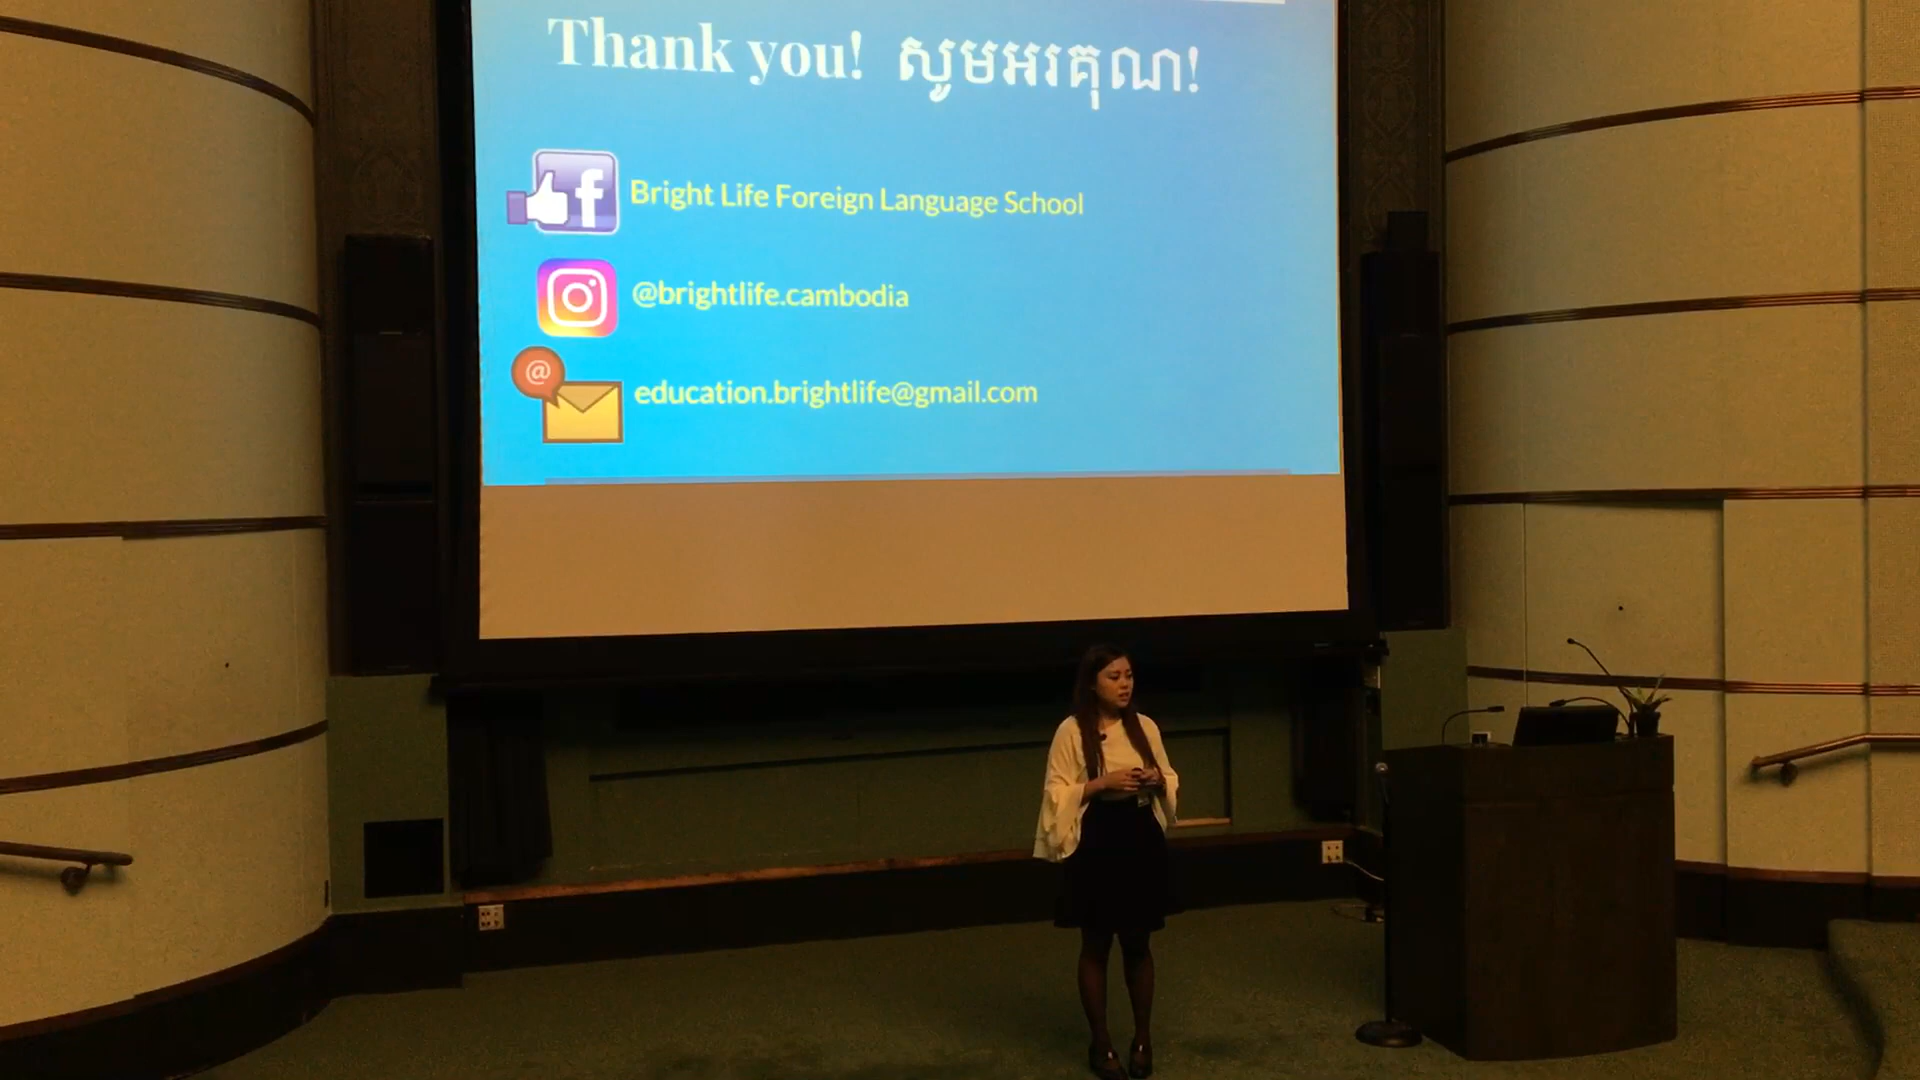 Thank you! សូមអរគុណ!
Bright Life Foreign Language School
@brightlife.cambodia
@
education.brightlife@gmail.com